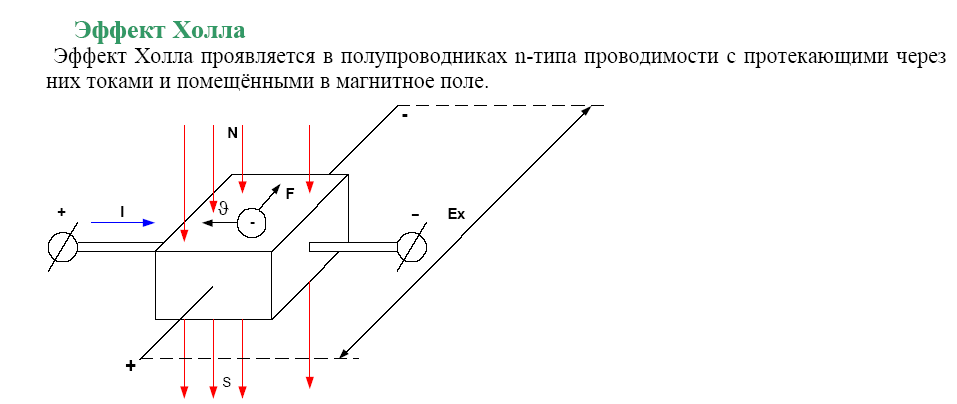 Эффект Холла
Эффект Холла проявляется в полупроводниках n-типа проводимости с протекающими через
них токами и помещёнными в магнитное поле.
-
N
F
ϑ
-
+
I
–
Ex
+
S